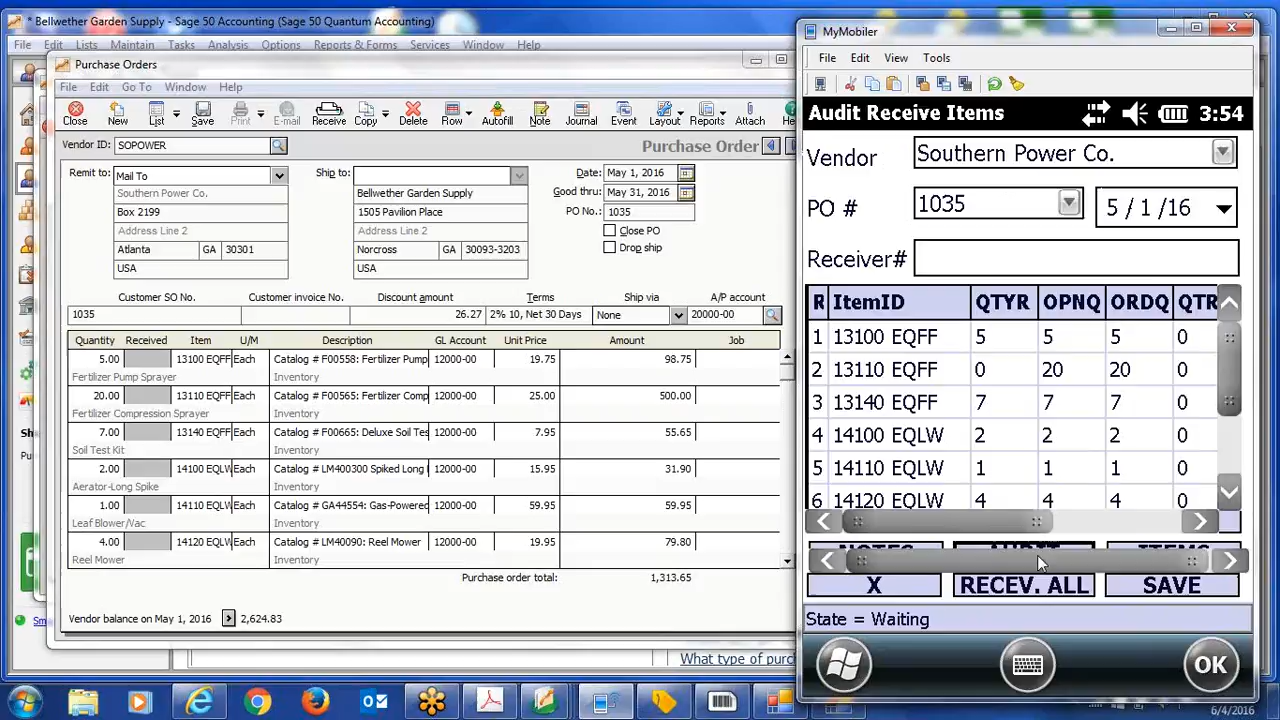 * Bellwether Garden Supply - Sage 50 Accounting (Sage 50 Quantum Accounting)
File Edit Lists Maintain Tasks Analysis Options Reports & Forms Services Window Help
Purchase Orders
File Edit Go To Window Help
Close New List Save Print E-mail Receive Copy Delete Row Autofill Note Journal Event Layout Reports Attach
Vendor ID: SOPOWER
Purchase Order
Remit to: Mail To
Southern Power Co.
Box 2199
Address Line 2
Atlanta GA 30301
USA
Ship to:
Bellwether Garden Supply
1505 Pavilion Place
Address Line 2
Norcross GA 30093-3203
USA
Date: May 1, 2016
Good thru: May 31, 2016
PO No.: 1035
Close PO
Drop ship
Customer SO No. Customer invoice No. Discount amount Terms Ship via A/P account
1035 26.27 2% 10, Net 30 Days None 20000-00
Quantity Received Item U/M Description GL Account Unit Price Amount Job
5.00 13100 EQFF Each Catalog # F00558: Fertilizer Pump 12000-00 19.75 98.75
Fertilizer Pump Sprayer Inventory
20.00 13110 EQFF Each Catalog # F00565: Fertilizer Comp 12000-00 25.00 500.00
Fertilizer Compression Sprayer Inventory
7.00 13140 EQFF Each Catalog # F00665: Deluxe Soil Tes 12000-00 7.95 55.65
Soil Test Kit Inventory
2.00 14100 EQLW Each Catalog # LM400300 Spiked Long 12000-00 15.95 31.90
Aerator-Long Spike Inventory
1.00 14110 EQLW Each Catalog # GA44554: Gas-Powered 12000-00 59.95 59.95
Leaf Blower/Vac Inventory
4.00 14120 EQLW Each Catalog # LM40090: Reel Mower 12000-00 19.95 79.80
Reel Mower Inventory
Purchase order total: 1,313.65
Vendor balance on May 1, 2016 2,624.83
What type of purc
MyMobiler
File Edit View Tools
Audit Receive Items 3:54
Vendor Southern Power Co.
PO # 1035 5 / 1 /16
Receiver#
R ItemID QTYR OPNQ ORDQ QTR
1 13100 EQFF 5 5 5 0
2 13110 EQFF 0 20 20 0
3 13140 EQFF 7 7 7 0
4 14100 EQLW 2 2 2 0
5 14110 EQLW 1 1 1 0
6 14120 EQLW 4 4 4 0
NOTES AUDIT ITEMS
X RECEV. ALL SAVE
State = Waiting
OK
6/4/2016